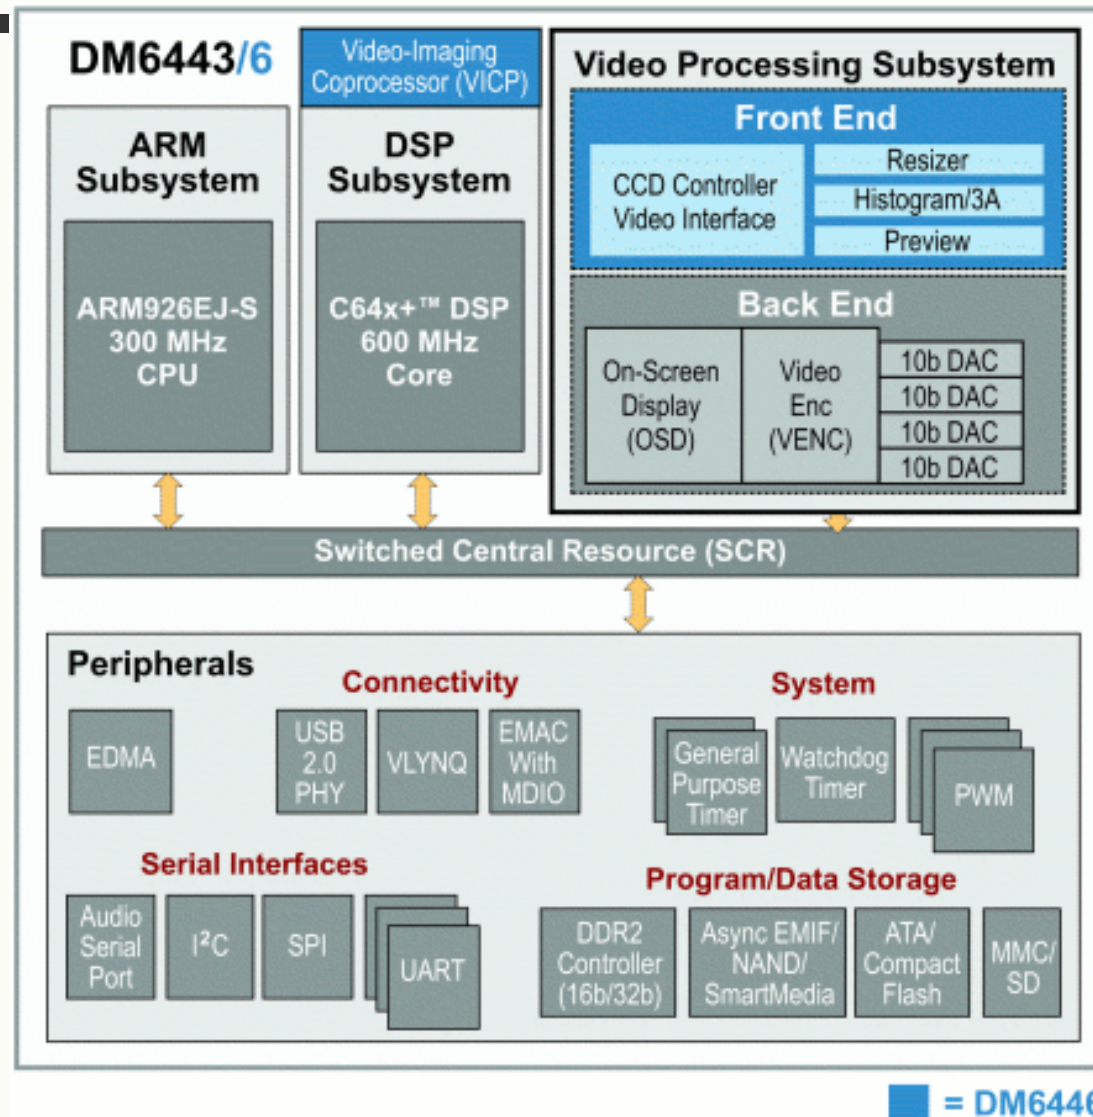 DM6443/6
Video-Imaging
Coprocessor (VICP)
ARM
Subsystem
ARM926EJ-S
300 MHz
CPU
DSP
Subsystem
C64x+™ DSP
600 MHz
Core
Video Processing Subsystem
Front End
CCD Controller
Video Interface
Resizer
Histogram/3A
Preview
Back End
On-Screen
Display
(OSD)
Video
Enc
(VENC)
10b DAC
10b DAC
10b DAC
10b DAC
Switched Central Resource (SCR)
Peripherals
EDMA
Connectivity
USB
2.0
PHY
VLYNQ
EMAC
With
MDIO
System
General
Purpose
Timer
Watchdog
Timer
PWM
Serial Interfaces
Audio
Serial
Port
I²C
SPI
UART
Program/Data Storage
DDR2
Controller
(16b/32b)
Async EMIF/
NAND/
SmartMedia
ATA/
Compact
Flash
MMC/
SD
= DM6446